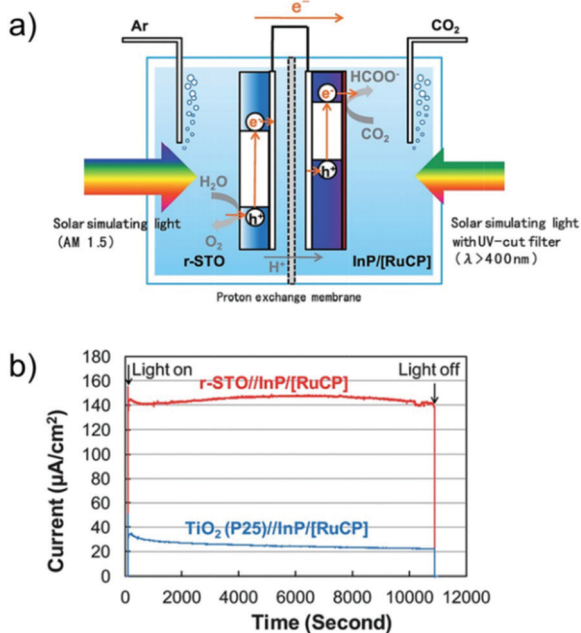 a)
e⁻
Ar
CO₂
HCOO⁻
e⁻
e⁻
CO₂
h⁺
H₂O
h⁺
O₂
Solar simulating light
(AM 1.5)
Solar simulating light
with UV-cut filter
(λ>400nm)
r-STO
H⁺
InP/[RuCP]
Proton exchange membrane
b)
180
160
140
120
100
80
60
40
20
0
Current (μA/cm²)
Light on
Light off
r-STO//InP/[RuCP]
TiO₂ (P25)//InP/[RuCP]
0
2000
4000
6000
8000
10000
12000
Time (Second)